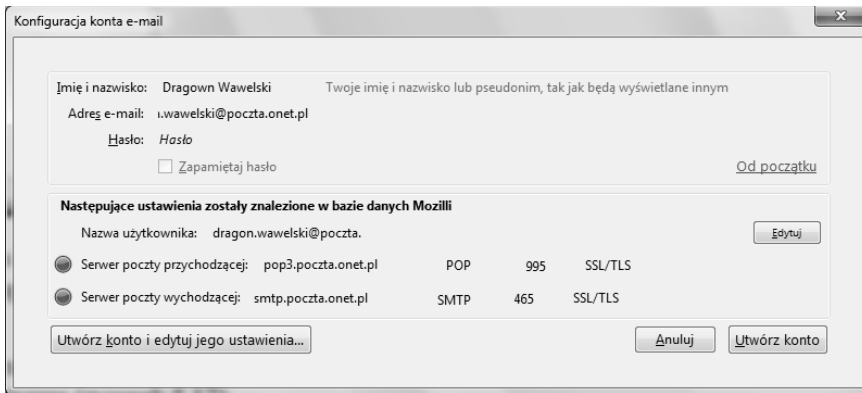 Konfiguracja konta e-mail
Imię i nazwisko: Dragown Wawelski Twoje imię i nazwisko lub pseudonim, tak jak będą wyświetlane innym
Adres e-mail: .wawelski@poczta.onet.pl
Hasło: Hasło
Zapamiętaj hasło Od początku
Następujące ustawienia zostały znalezione w bazie danych Mozilli
Nazwa użytkownika: dragon.wawelski@poczta. Edytuj
Serwer poczty przychodzącej: pop3.poczta.onet.pl POP 995 SSL/TLS
Serwer poczty wychodzącej: smtp.poczta.onet.pl SMTP 465 SSL/TLS
Utwórz konto i edytuj jego ustawienia... Anuluj Utwórz konto